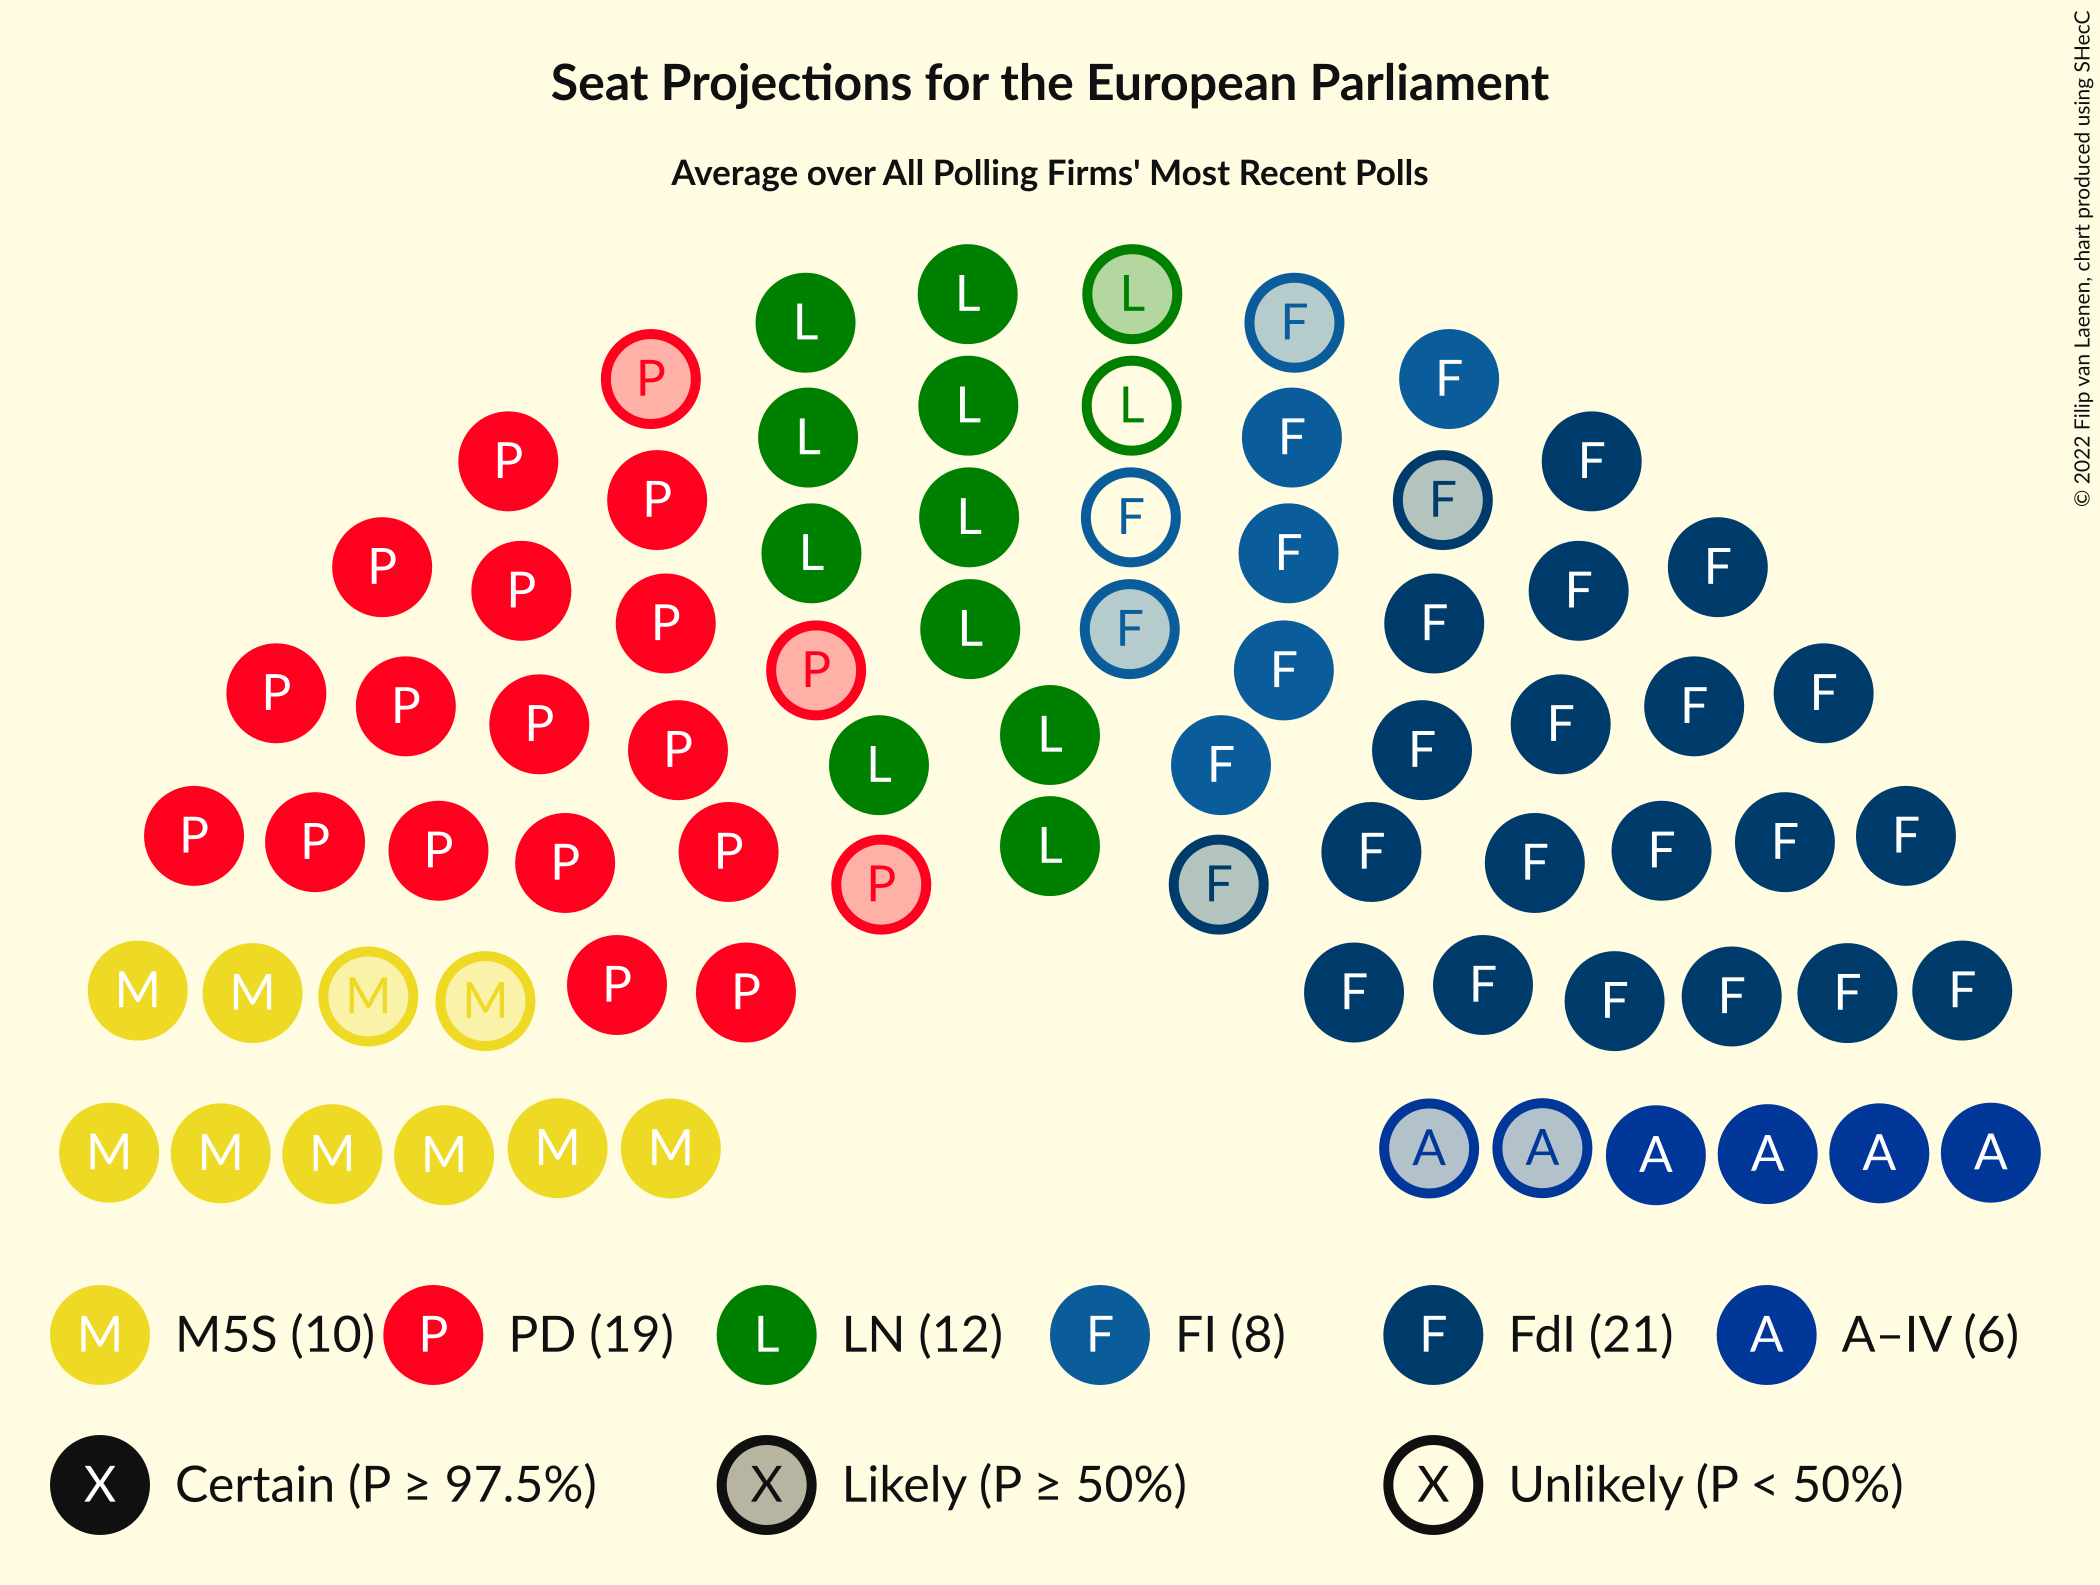 Seat Projections for the European Parliament
Average over All Polling Firms' Most Recent Polls
© 2022 Filip van Laenen, chart produced using SHecC
L L
L L F F
P L L F
P P L L F F F
P P L F F F F
P P P L F F F F
P P P P L F F F F F
P L L F
P P P P P L F F F F F
P F
M M M M P P F F F F F F
M M M M M M A A A A A A
M M5S (10) P PD (19) L LN (12) F FI (8) F FdI (21) A A–IV (6)
X Certain (P ≥ 97.5%) X Likely (P ≥ 50%) X Unlikely (P < 50%)